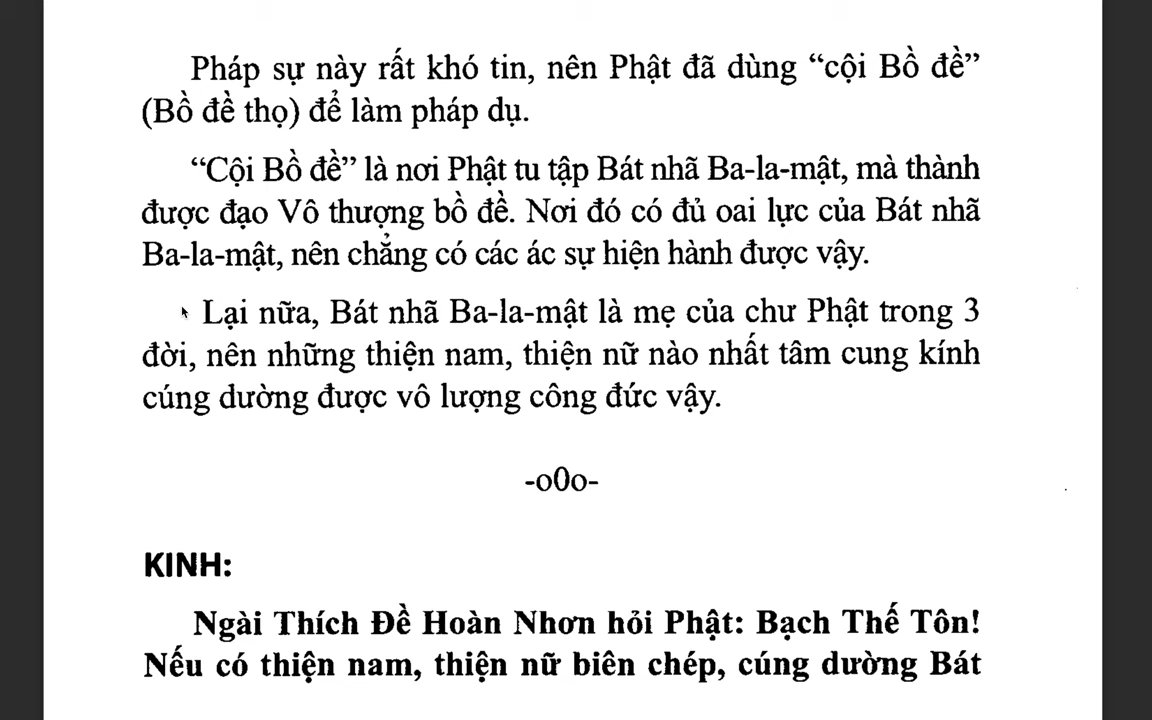 Pháp sự này rất khó tin, nên Phật đã dùng “cội Bồ đề”
(Bồ đề thọ) để làm pháp dụ.
“Cội Bồ đề” là nơi Phật tu tập Bát nhã Ba-la-mật, mà thành
được đạo Vô thượng bồ đề. Nơi đó có đủ oai lực của Bát nhã
Ba-la-mật, nên chẳng có các ác sự hiện hành được vậy.
Lại nữa, Bát nhã Ba-la-mật là mẹ của chư Phật trong 3
đời, nên những thiện nam, thiện nữ nào nhất tâm cung kính
cúng dường được vô lượng công đức vậy.
-o0o-
KINH:
Ngài Thích Đề Hoàn Nhơn hỏi Phật: Bạch Thế Tôn!
Nếu có thiện nam, thiện nữ biên chép, cúng dường Bát